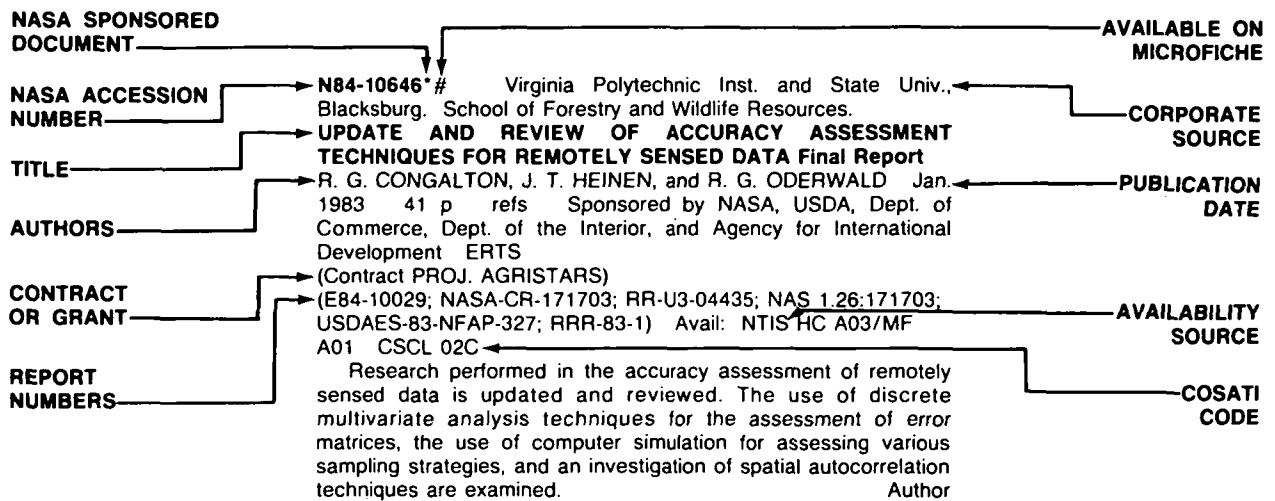 NASA SPONSORED
DOCUMENT
AVAILABLE ON
MICROFICHE
NASA ACCESSION
NUMBER
N84-10646*# Virginia Polytechnic Inst. and State Univ.,
Blacksburg. School of Forestry and Wildlife Resources.
CORPORATE
SOURCE
TITLE
UPDATE AND REVIEW OF ACCURACY ASSESSMENT
TECHNIQUES FOR REMOTELY SENSED DATA Final Report
AUTHORS
R. G. CONGALTON, J. T. HEINEN, and R. G. ODERWALD Jan.
1983 41 p refs Sponsored by NASA, USDA, Dept. of
Commerce, Dept. of the Interior, and Agency for International
Development ERTS
PUBLICATION
DATE
CONTRACT
OR GRANT
(Contract PROJ. AGRISTARS)
(E84-10029; NASA-CR-171703; RR-U3-04435; NAS 1.26:171703;
USDAES-83-NFAP-327; RRR-83-1) Avail: NTIS HC A03/MF
A01 CSCL 02C
AVAILABILITY
SOURCE
REPORT
NUMBERS
COSATI
CODE
Research performed in the accuracy assessment of remotely
sensed data is updated and reviewed. The use of discrete
multivariate analysis techniques for the assessment of error
matrices, the use of computer simulation for assessing various
sampling strategies, and an investigation of spatial autocorrelation
techniques are examined. Author